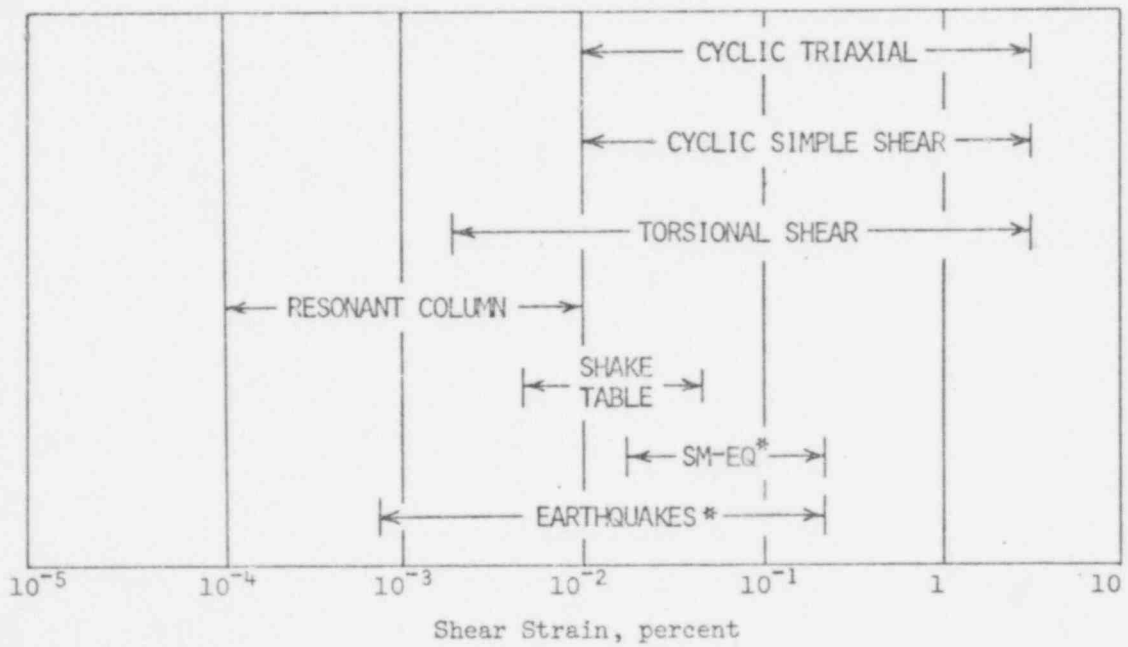 CYCLIC TRIAXIAL
CYCLIC SIMPLE SHEAR
TORSIONAL SHEAR
RESONANT COLUMN
SHAKE
TABLE
SM-EQ*
EARTHQUAKES*
10⁻⁵ 10⁻⁴ 10⁻³ 10⁻² 10⁻¹ 1 10
Shear Strain, percent